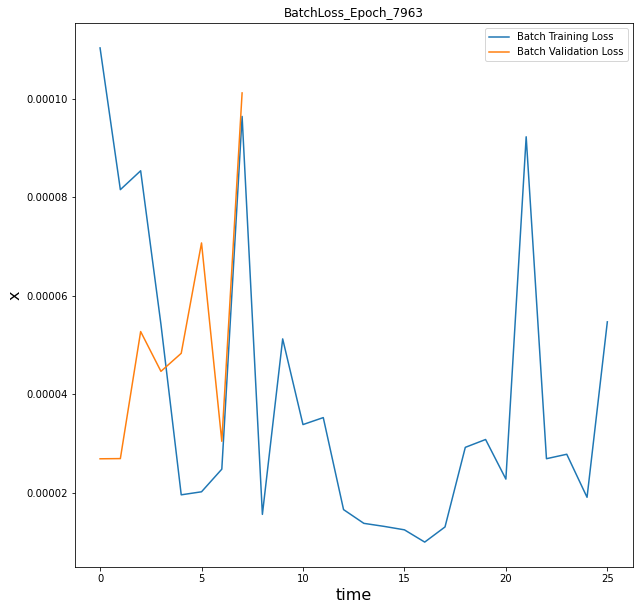 BatchLoss_Epoch_7963
Batch Training Loss
Batch Validation Loss
0.00010
0.00008
0.00006
0.00004
0.00002
x
0 5 10 15 20 25
time